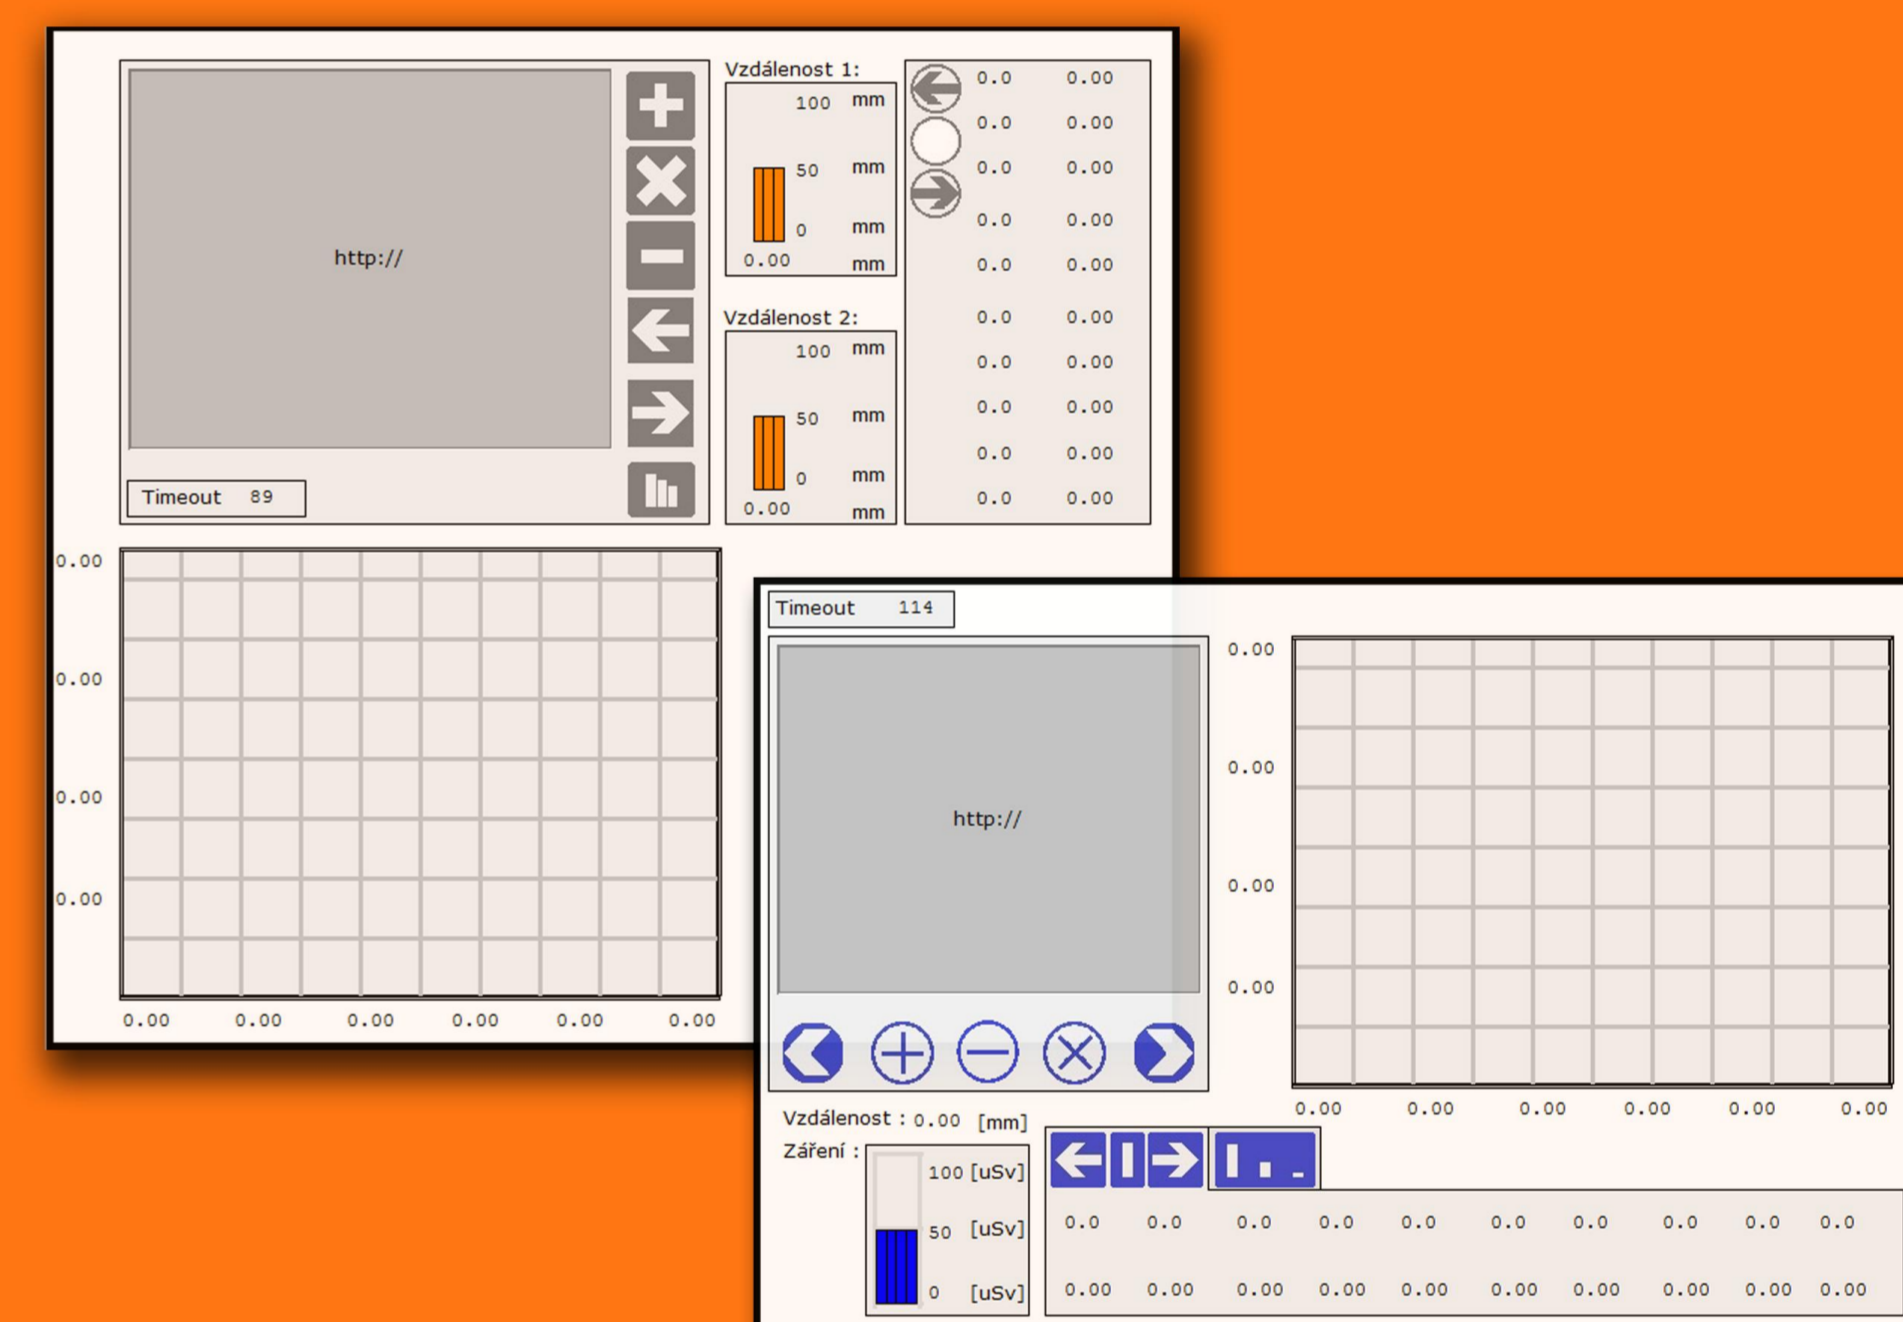 Vzdálenost 1:
100 mm
50 mm
0 mm
0.00 mm
http://
Timeout 89
Vzdálenost 2:
100 mm
50 mm
0 mm
0.00 mm
0.0 0.00
0.0 0.00
0.0 0.00
0.0 0.00
0.0 0.00
0.0 0.00
0.0 0.00
0.0 0.00
0.0 0.00
0.0 0.00
0.00
0.00
0.00
0.00
0.00 0.00 0.00 0.00 0.00 0.00
Timeout 114
http://
0.00
0.00
0.00
0.00
0.00 0.00 0.00 0.00 0.00 0.00
Vzdálenost : 0.00 [mm]
Záření :
100 [uSv]
50 [uSv]
0 [uSv]
0.0 0.0 0.0 0.0 0.0 0.0 0.0 0.0 0.0 0.0
0.00 0.00 0.00 0.00 0.00 0.00 0.00 0.00 0.00 0.00